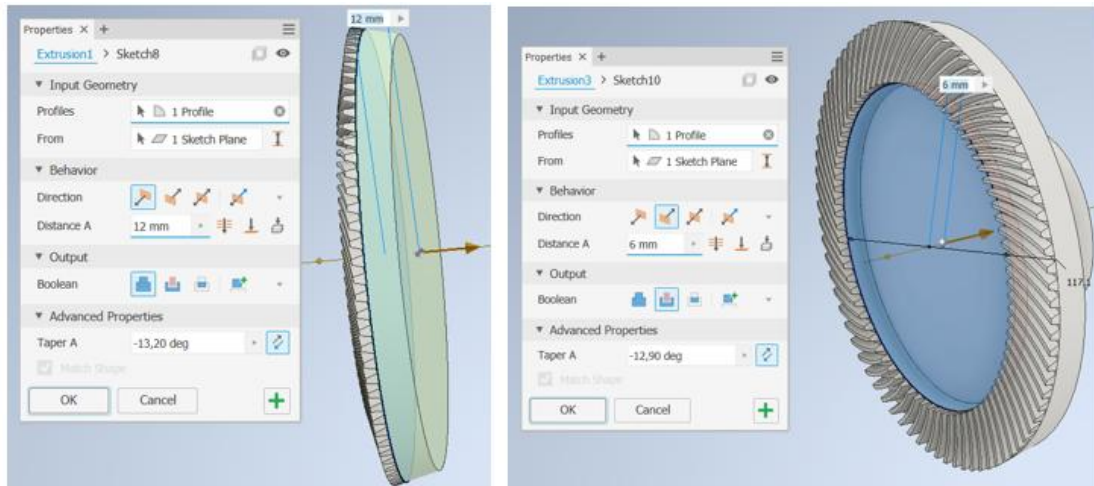 Properties × +
Extrusion1 > Sketch8
Input Geometry
Profiles 1 Profile
From 1 Sketch Plane
Behavior
Direction
Distance A 12 mm
Output
Boolean
Advanced Properties
Taper A -13,20 deg
Match Shape
OK Cancel +
12 mm
Properties × +
Extrusion3 > Sketch10
Input Geometry
Profiles 1 Profile
From 1 Sketch Plane
Behavior
Direction
Distance A 6 mm
Output
Boolean
Advanced Properties
Taper A -12,90 deg
Match Shape
OK Cancel +
6 mm